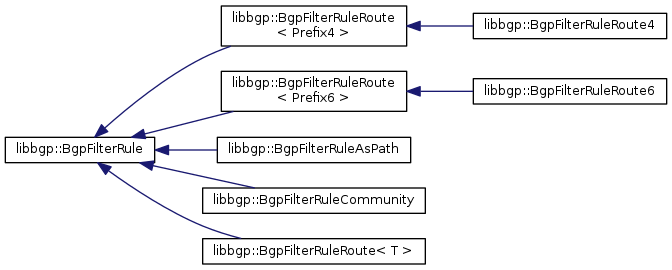 libbgp::BgpFilterRuleRoute
< Prefix4 >
libbgp::BgpFilterRuleRoute4
libbgp::BgpFilterRuleRoute
< Prefix6 >
libbgp::BgpFilterRuleRoute6
libbgp::BgpFilterRule
libbgp::BgpFilterRuleAsPath
libbgp::BgpFilterRuleCommunity
libbgp::BgpFilterRuleRoute< T >